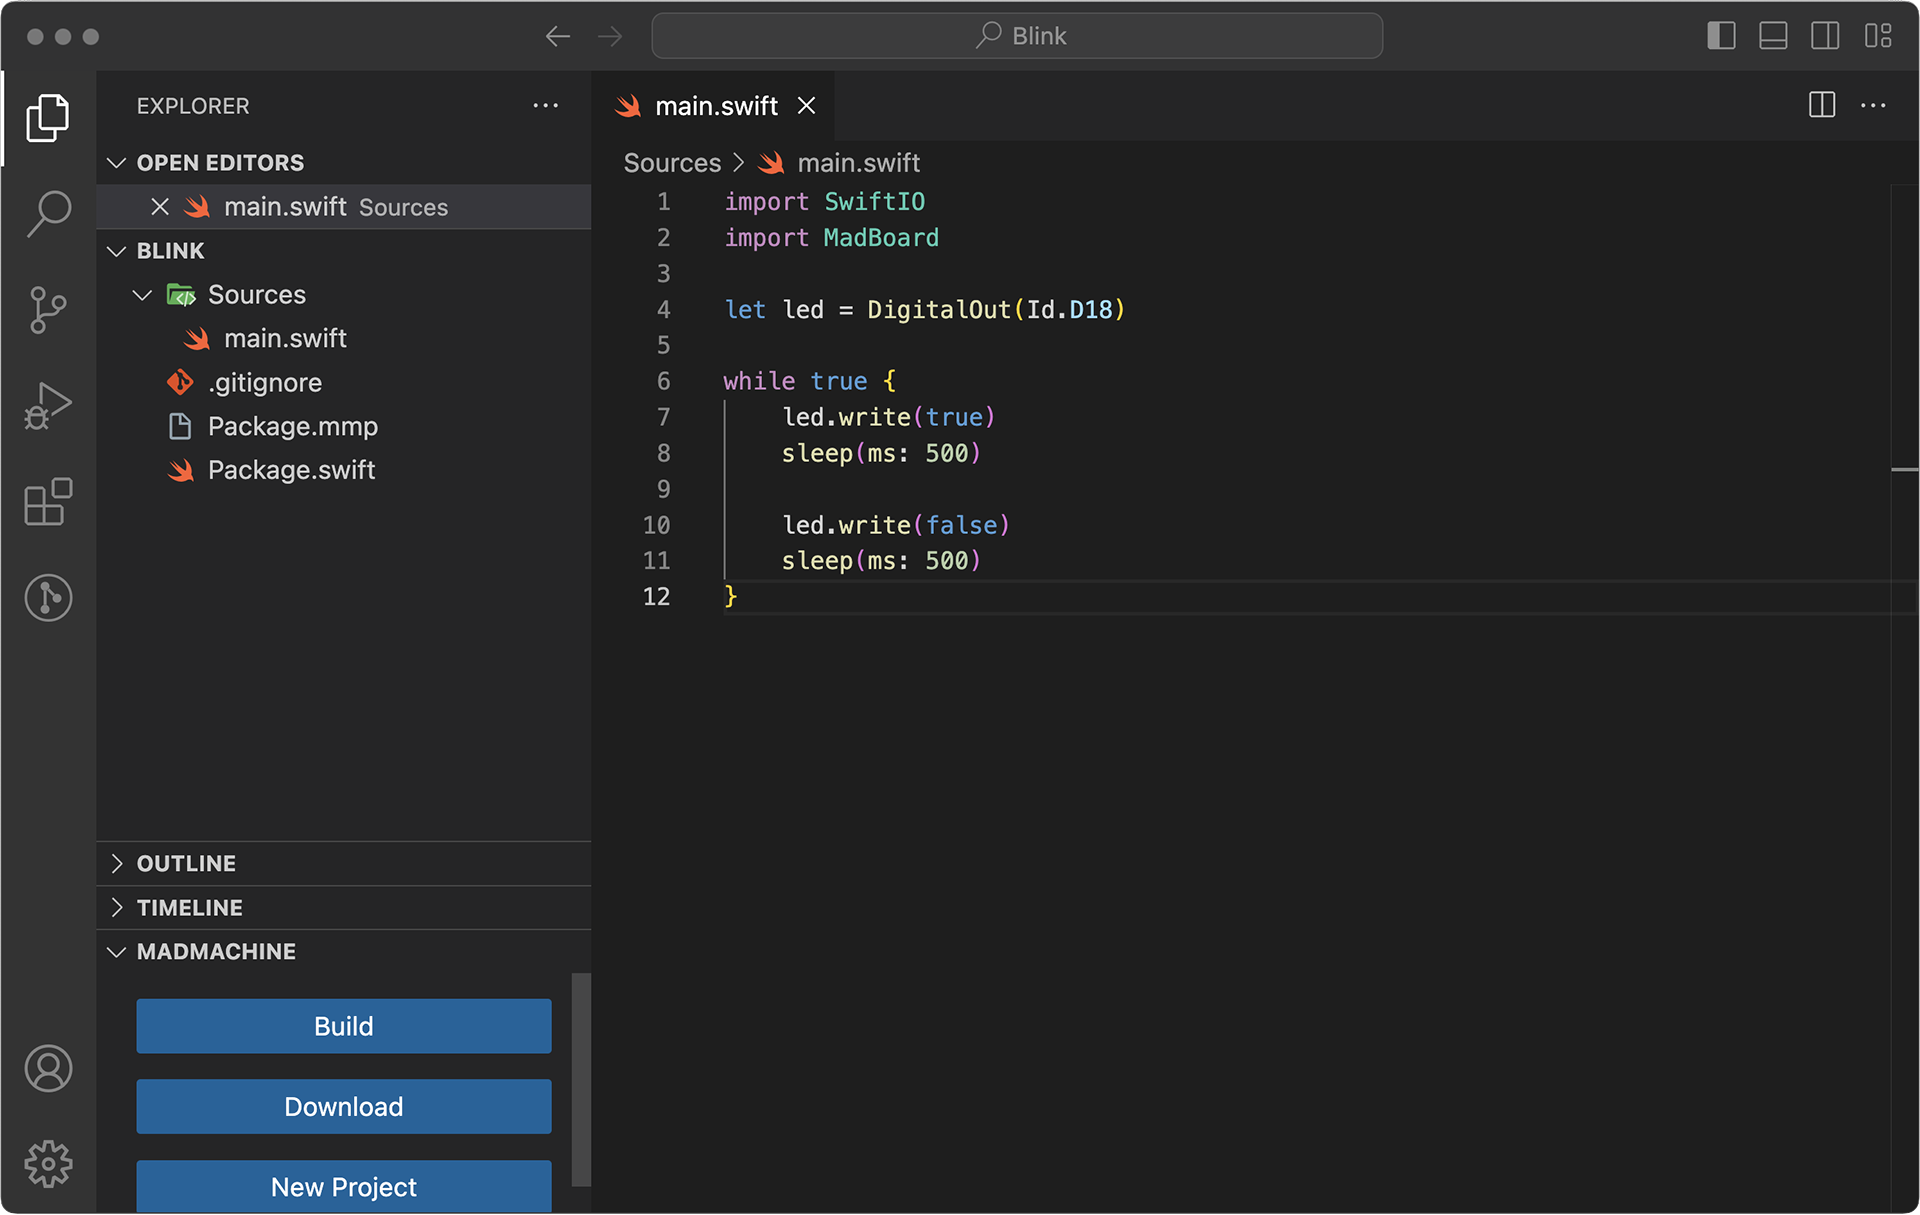 Blink
EXPLORER
OPEN EDITORS
main.swift Sources
BLINK
Sources
main.swift
.gitignore
Package.mmp
Package.swift
OUTLINE
TIMELINE
MADMACHINE
Build
Download
New Project
main.swift
Sources > main.swift
1 import SwiftIO
2 import MadBoard
3
4 let led = DigitalOut(Id.D18)
5
6 while true {
7     led.write(true)
8     sleep(ms: 500)
9
10     led.write(false)
11     sleep(ms: 500)
12 }